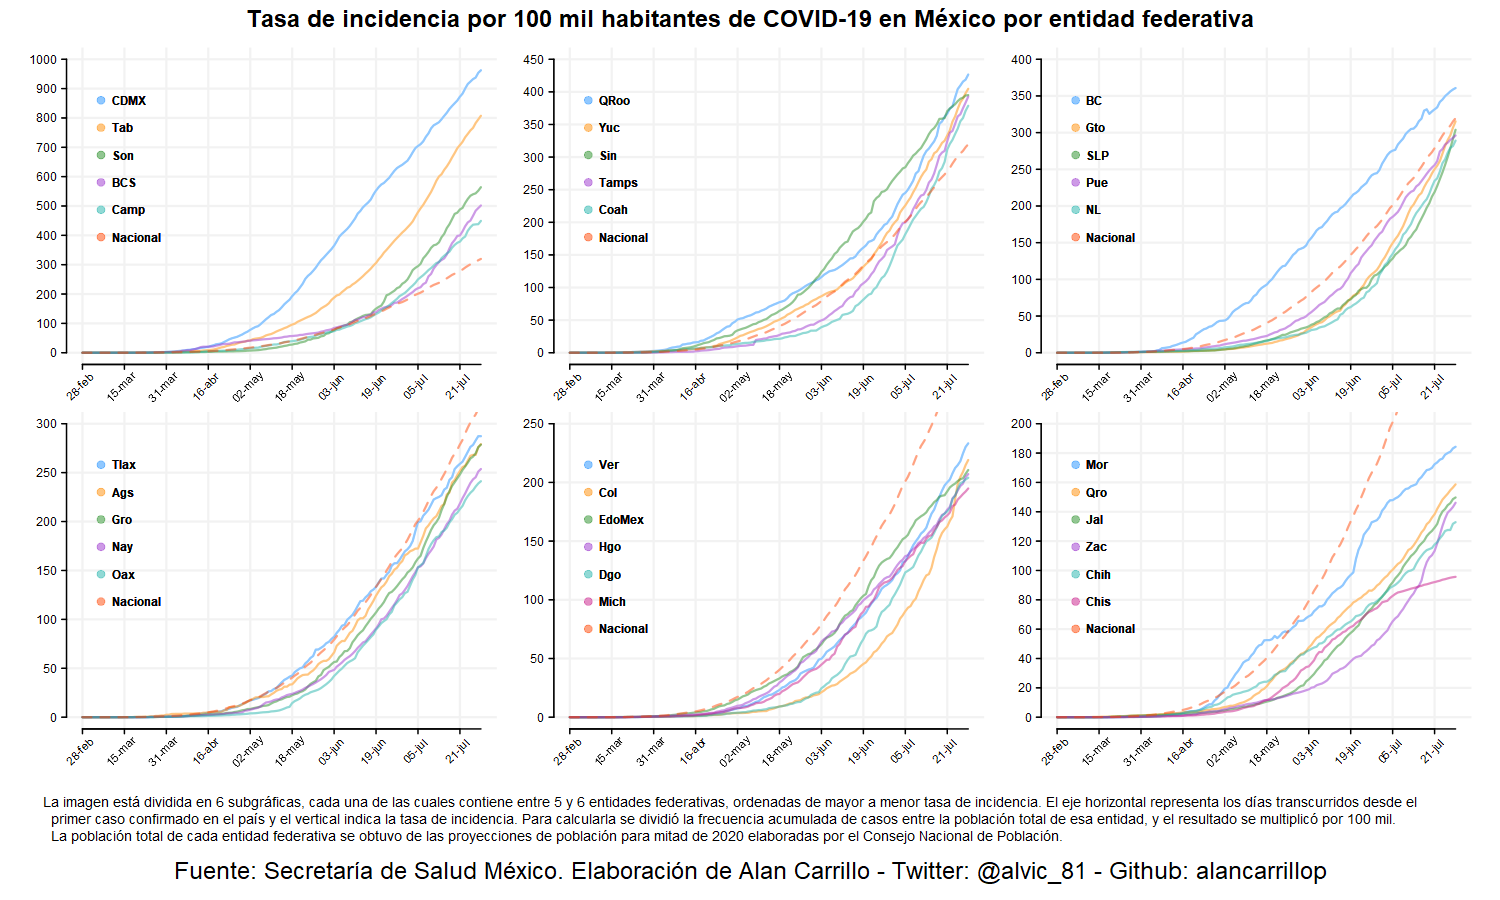 Tasa de incidencia por 100 mil habitantes de COVID-19 en México por entidad federativa
1000
900
800
700
600
500
400
300
200
100
0
CDMX
Tab
Son
BCS
Camp
Nacional
28-feb
15-mar
31-mar
16-abr
02-may
18-may
03-jun
19-jun
05-jul
21-jul
450
400
350
300
250
200
150
100
50
0
QRoo
Yuc
Sin
Tamps
Coah
Nacional
28-feb
15-mar
31-mar
16-abr
02-may
18-may
03-jun
19-jun
05-jul
21-jul
400
350
300
250
200
150
100
50
0
BC
Gto
SLP
Pue
NL
Nacional
28-feb
15-mar
31-mar
16-abr
02-may
18-may
03-jun
19-jun
05-jul
21-jul
300
250
200
150
100
50
0
Tlax
Ags
Gro
Nay
Oax
Nacional
28-feb
15-mar
31-mar
16-abr
02-may
18-may
03-jun
19-jun
05-jul
21-jul
250
200
150
100
50
0
Ver
Col
EdoMex
Hgo
Dgo
Mich
Nacional
28-feb
15-mar
31-mar
16-abr
02-may
18-may
03-jun
19-jun
05-jul
21-jul
200
180
160
140
120
100
80
60
40
20
0
Mor
Qro
Jal
Zac
Chih
Chis
Nacional
28-feb
15-mar
31-mar
16-abr
02-may
18-may
03-jun
19-jun
05-jul
21-jul
La imagen está dividida en 6 subgráficas, cada una de las cuales contiene entre 5 y 6 entidades federativas, ordenadas de mayor a menor tasa de incidencia. El eje horizontal representa los días transcurridos desde el
primer caso confirmado en el país y el vertical indica la tasa de incidencia. Para calcularla se dividió la frecuencia acumulada de casos entre la población total de esa entidad, y el resultado se multiplicó por 100 mil.
La población total de cada entidad federativa se obtuvo de las proyecciones de población para mitad de 2020 elaboradas por el Consejo Nacional de Población.
Fuente: Secretaría de Salud México. Elaboración de Alan Carrillo - Twitter: @alvic_81 - Github: alancarrillop